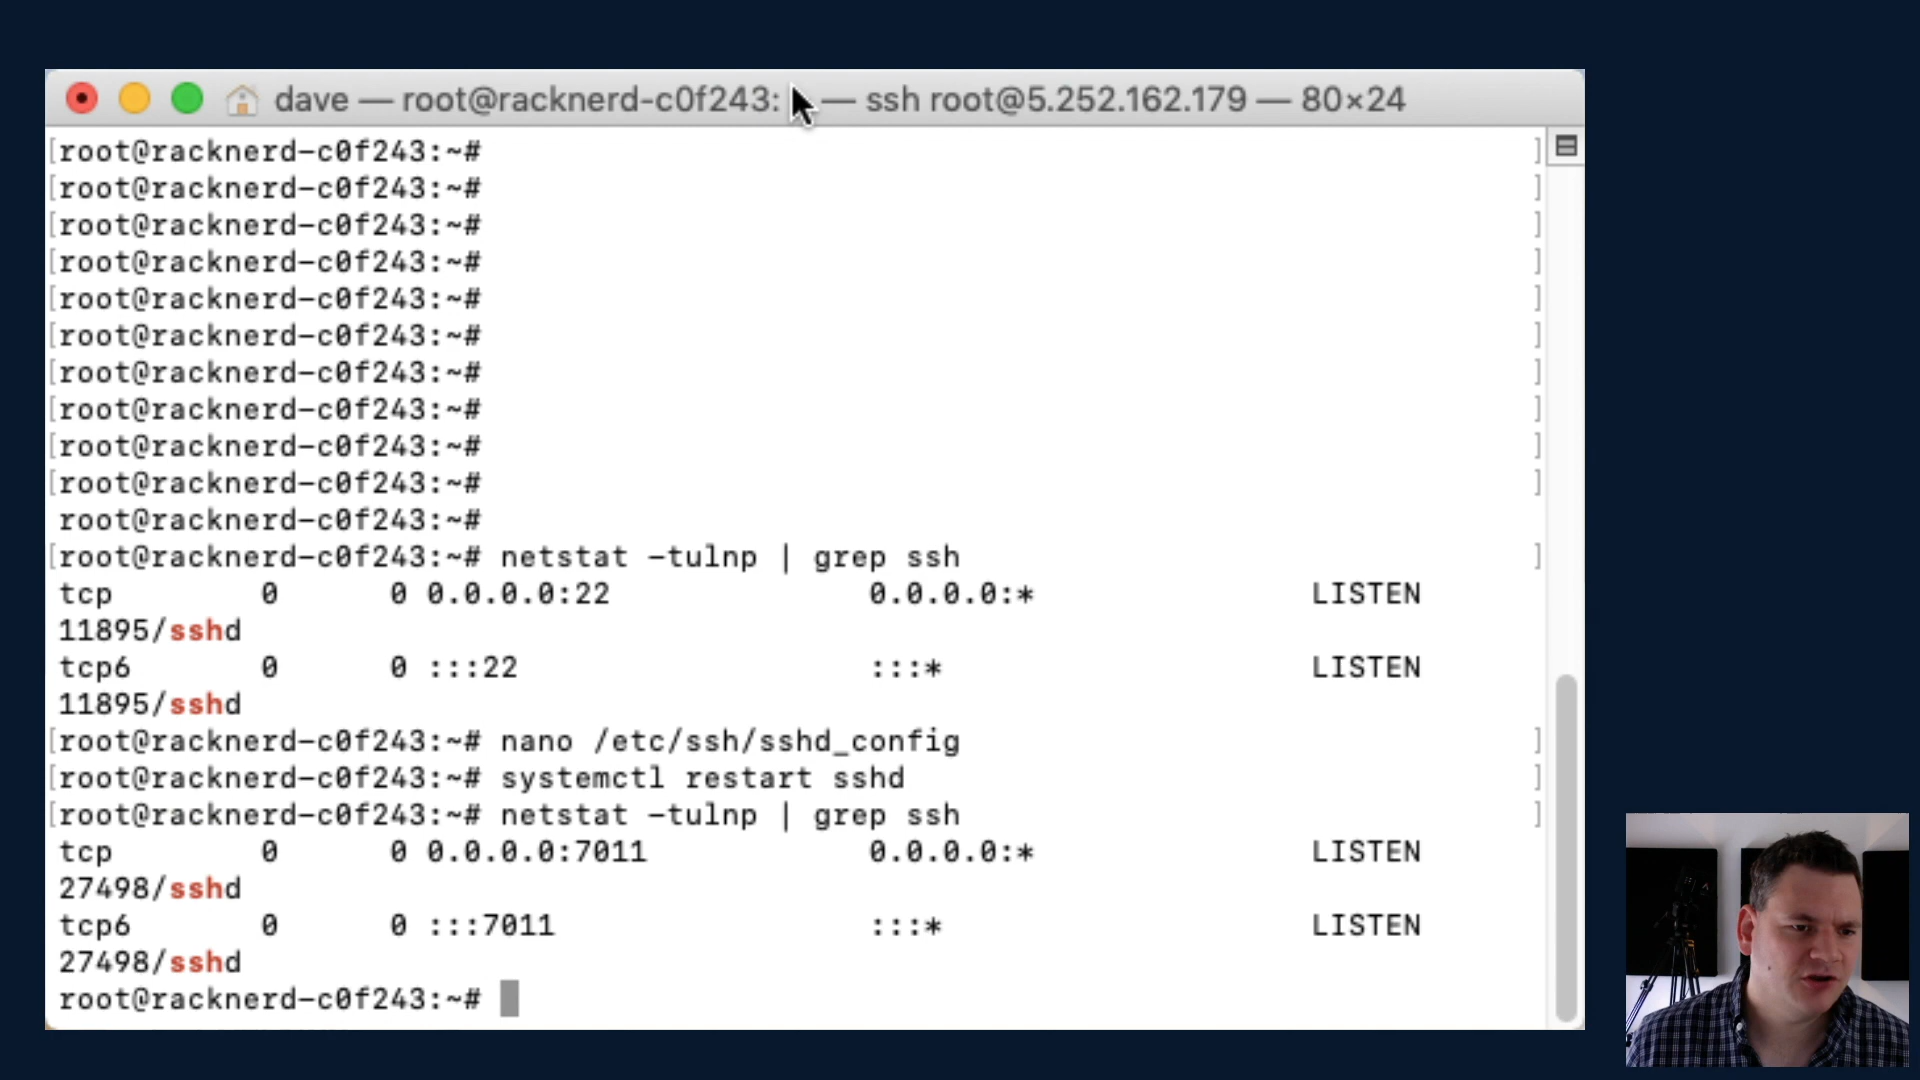 dave — root@racknerd-c0f243: — ssh root@5.252.162.179 — 80×24
[root@racknerd-c0f243:~# ]
[root@racknerd-c0f243:~# ]
[root@racknerd-c0f243:~# ]
[root@racknerd-c0f243:~# ]
[root@racknerd-c0f243:~# ]
[root@racknerd-c0f243:~# ]
[root@racknerd-c0f243:~# ]
[root@racknerd-c0f243:~# ]
[root@racknerd-c0f243:~# ]
[root@racknerd-c0f243:~# ]
root@racknerd-c0f243:~#
[root@racknerd-c0f243:~# netstat -tulnp | grep ssh ]
tcp 0 0 0.0.0.0:22 0.0.0.0:* LISTEN
11895/sshd
tcp6 0 0 :::22 :::* LISTEN
11895/sshd
[root@racknerd-c0f243:~# nano /etc/ssh/sshd_config ]
[root@racknerd-c0f243:~# systemctl restart sshd ]
[root@racknerd-c0f243:~# netstat -tulnp | grep ssh ]
tcp 0 0 0.0.0.0:7011 0.0.0.0:* LISTEN
27498/sshd
tcp6 0 0 :::7011 :::* LISTEN
27498/sshd
root@racknerd-c0f243:~#